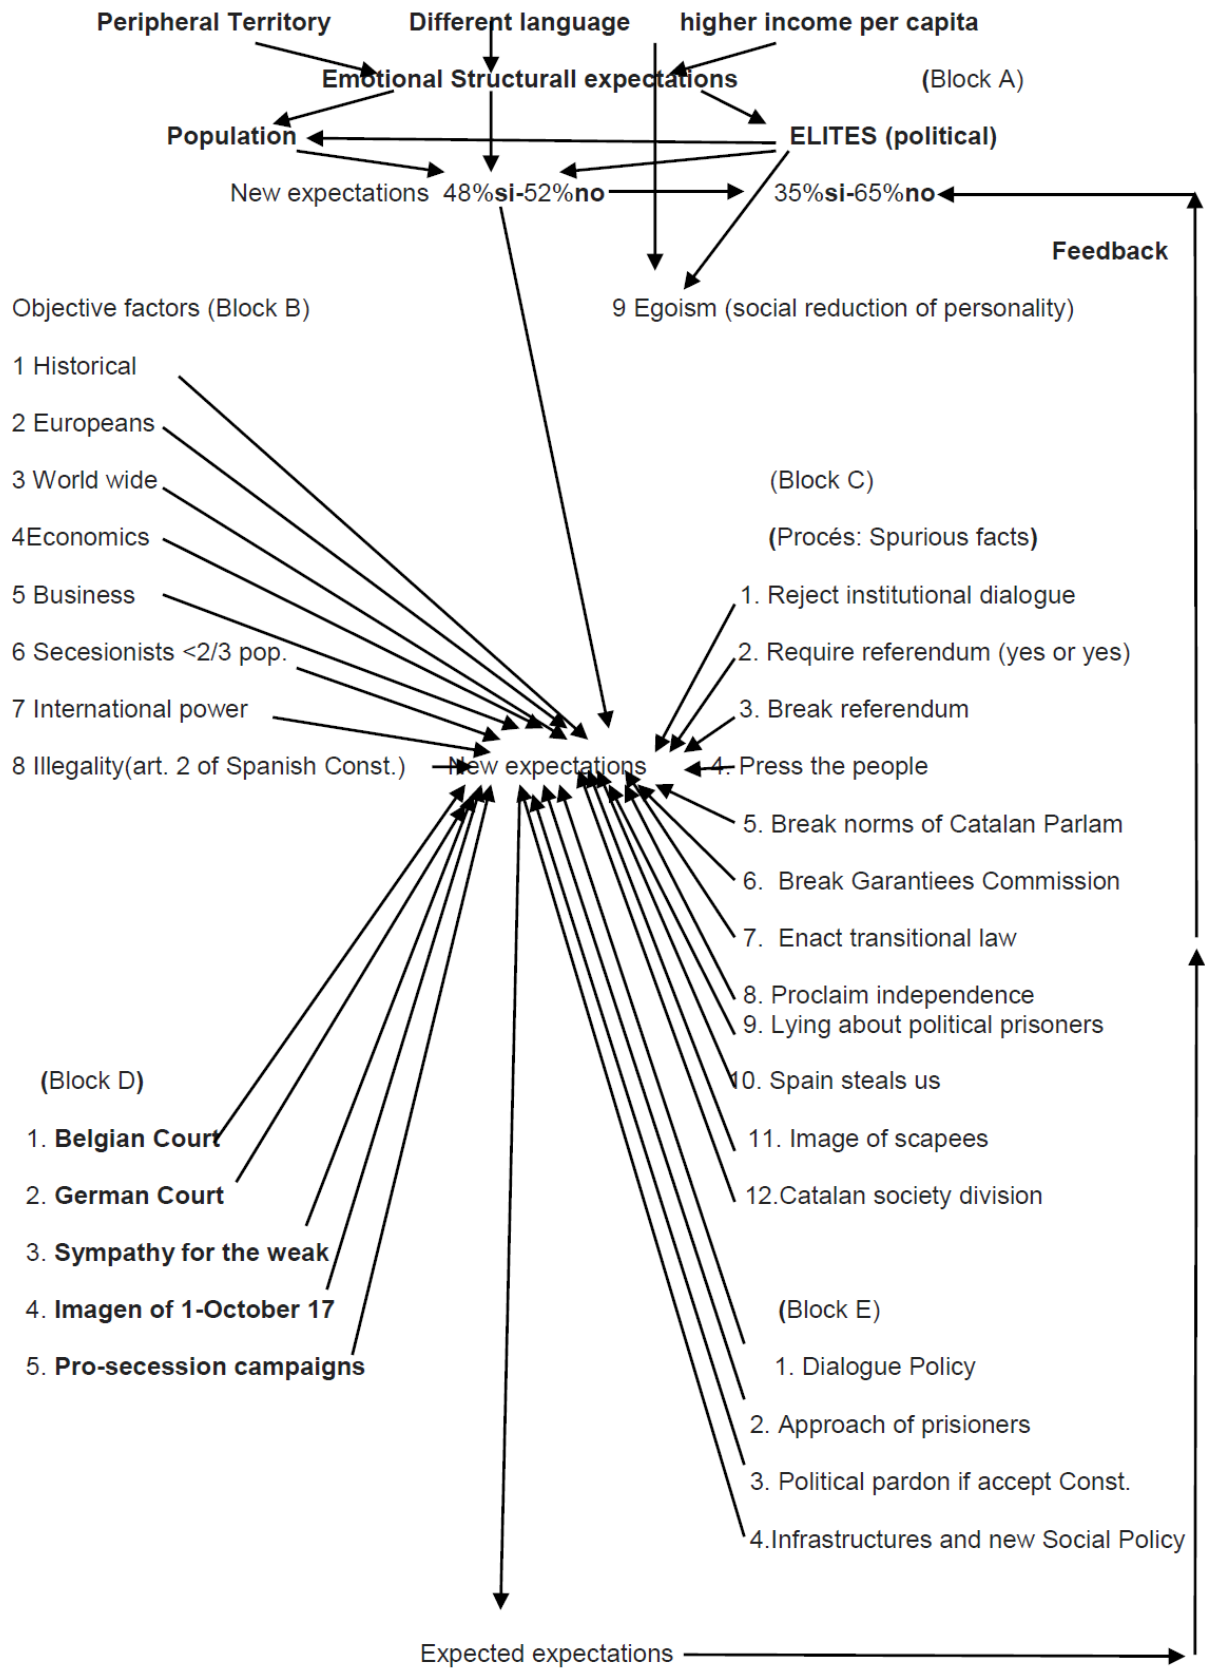 Peripheral Territory Different language higher income per capita
Emotional Structurall expectations (Block A)
Population ELITES (political)
New expectations 48%si-52%no 35%si-65%no
Feedback
Objective factors (Block B) 9 Egoism (social reduction of personality)
1 Historical
2 Europeans
3 World wide (Block C)
4Economics (Procés: Spurious facts)
5 Business 1. Reject institutional dialogue
6 Secesionists <2/3 pop. 2. Require referendum (yes or yes)
7 International power 3. Break referendum
8 Illegality(art. 2 of Spanish Const.) New expectations 4. Press the people
5. Break norms of Catalan Parlam
6. Break Garantiees Commission
7. Enact transitional law
8. Proclaim independence
9. Lying about political prisoners
(Block D) 10. Spain steals us
1. Belgian Court 11. Image of scapees
2. German Court 12.Catalan society division
3. Sympathy for the weak
4. Imagen of 1-October 17 (Block E)
5. Pro-secession campaigns 1. Dialogue Policy
2. Approach of prisioners
3. Political pardon if accept Const.
4.Infrastructures and new Social Policy
Expected expectations